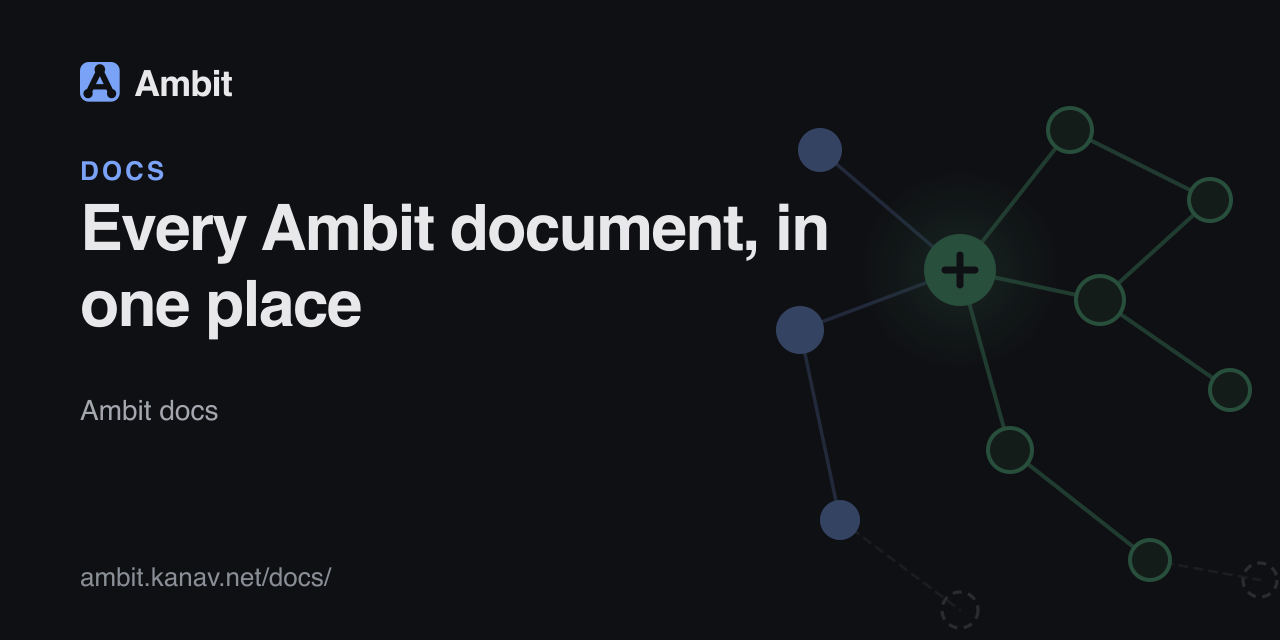 Ambit
DOCS
Every Ambit document, in
one place
Ambit docs
ambit.kanav.net/docs/